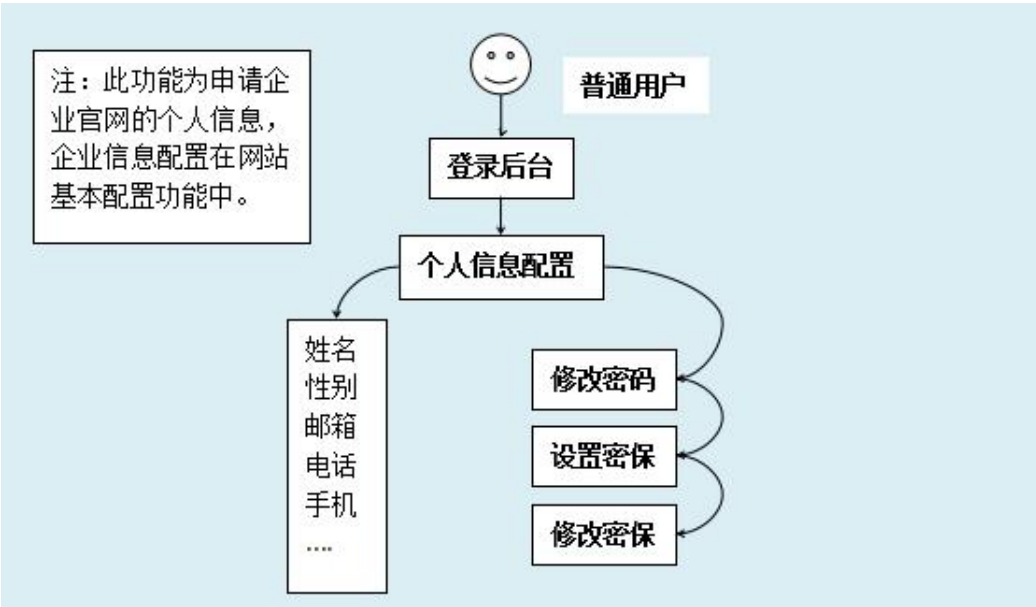 注：此功能为申请企
业官网的个人信息，
企业信息配置在网站
基本配置功能中。
普通用户
登录后台
个人信息配置
姓名
性别
邮箱
电话
手机
....
修改密码
设置密保
修改密保